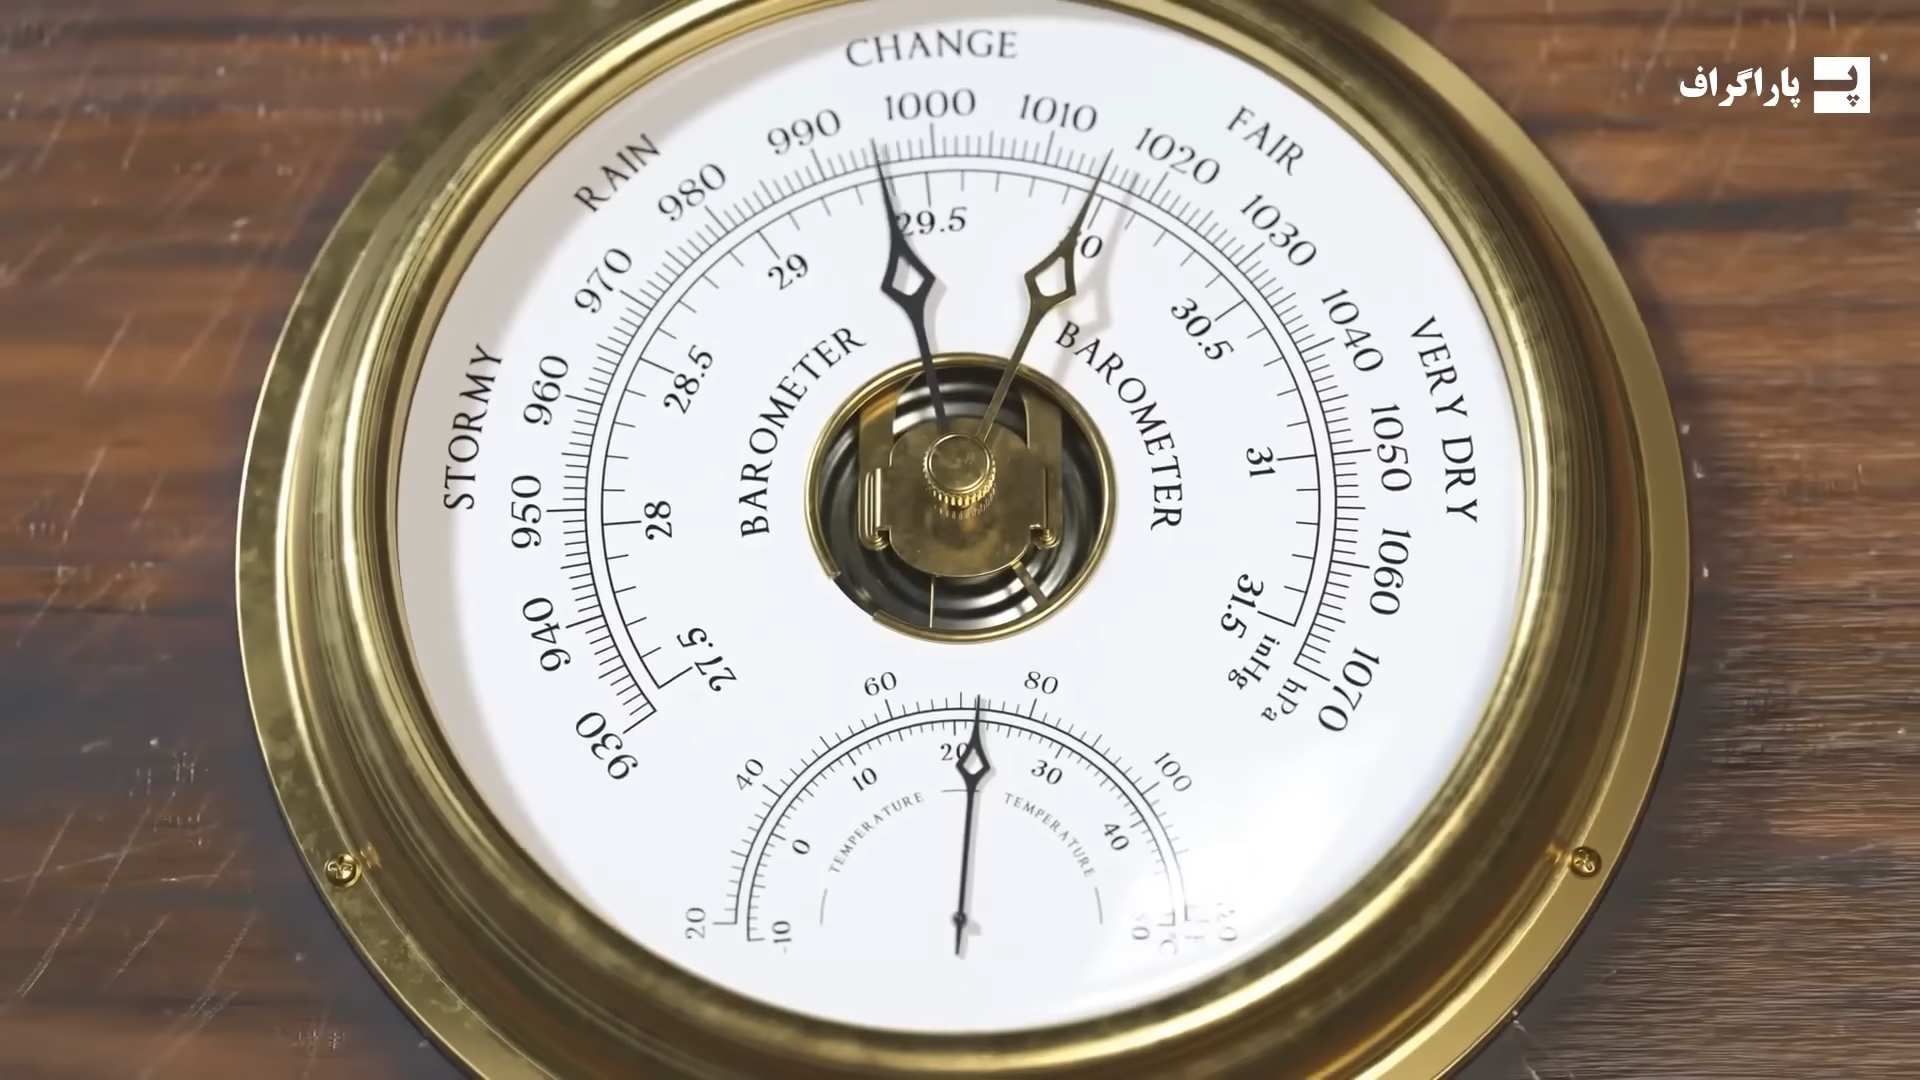 پاراگراف
CHANGE
RAIN
FAIR
STORMY
VERY DRY
930 940 950 960 970 980 990 1000 1010 1020 1030 1040 1050 1060 1070
hPa
27.5 28 28.5 29 29.5 30.5 31 31.5
inHg
BAROMETER BAROMETER
20 40 60 80 100
-10 0 10 20 30 40
TEMPERATURE TEMPERATURE